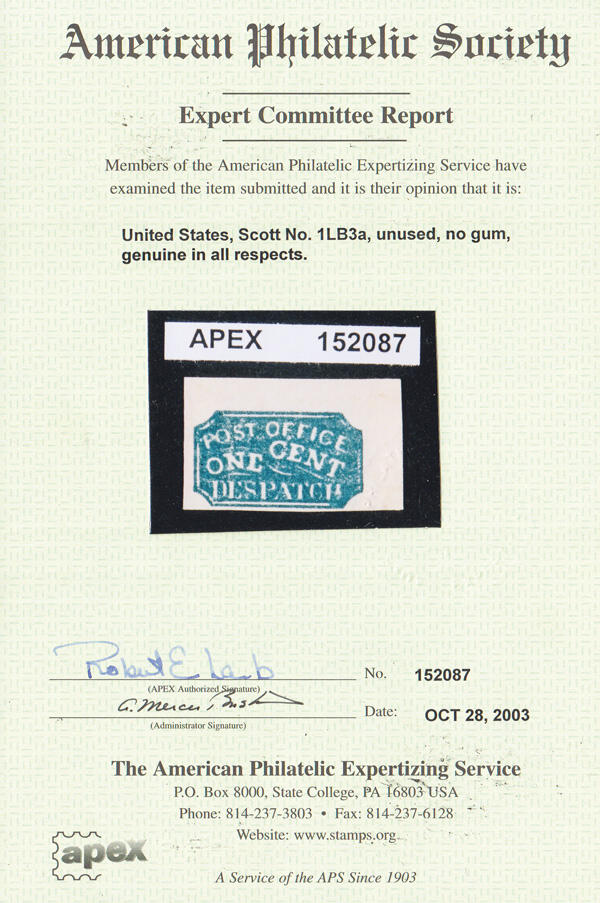 American Philatelic Society
Expert Committee Report
Members of the American Philatelic Expertizing Service have
examined the item submitted and it is their opinion that it is:
United States, Scott No. 1LB3a, unused, no gum,
genuine in all respects.
APEX 152087
POST OFFICE
ONE CENT
DESPATCH
Robert E Lamb
(APEX Authorized Signature)
No. 152087
G. Mercer Bush
(Administrator Signature)
Date: OCT 28, 2003
The American Philatelic Expertizing Service
P.O. Box 8000, State College, PA 16803 USA
Phone: 814-237-3803 • Fax: 814-237-6128
Website: www.stamps.org
apex
A Service of the APS Since 1903